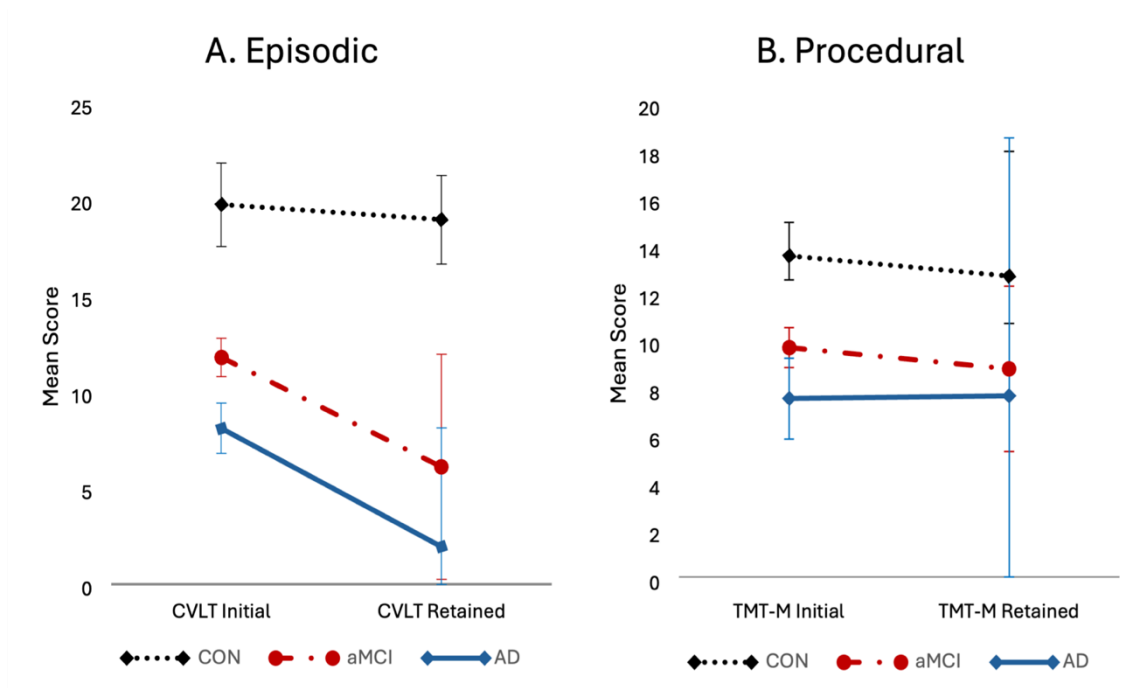 A. Episodic
25
20
15
10
5
0
Mean Score
CVLT Initial
CVLT Retained
CON
aMCI
AD
B. Procedural
20
18
16
14
12
10
8
6
4
2
0
Mean Score
TMT-M Initial
TMT-M Retained
CON
aMCI
AD